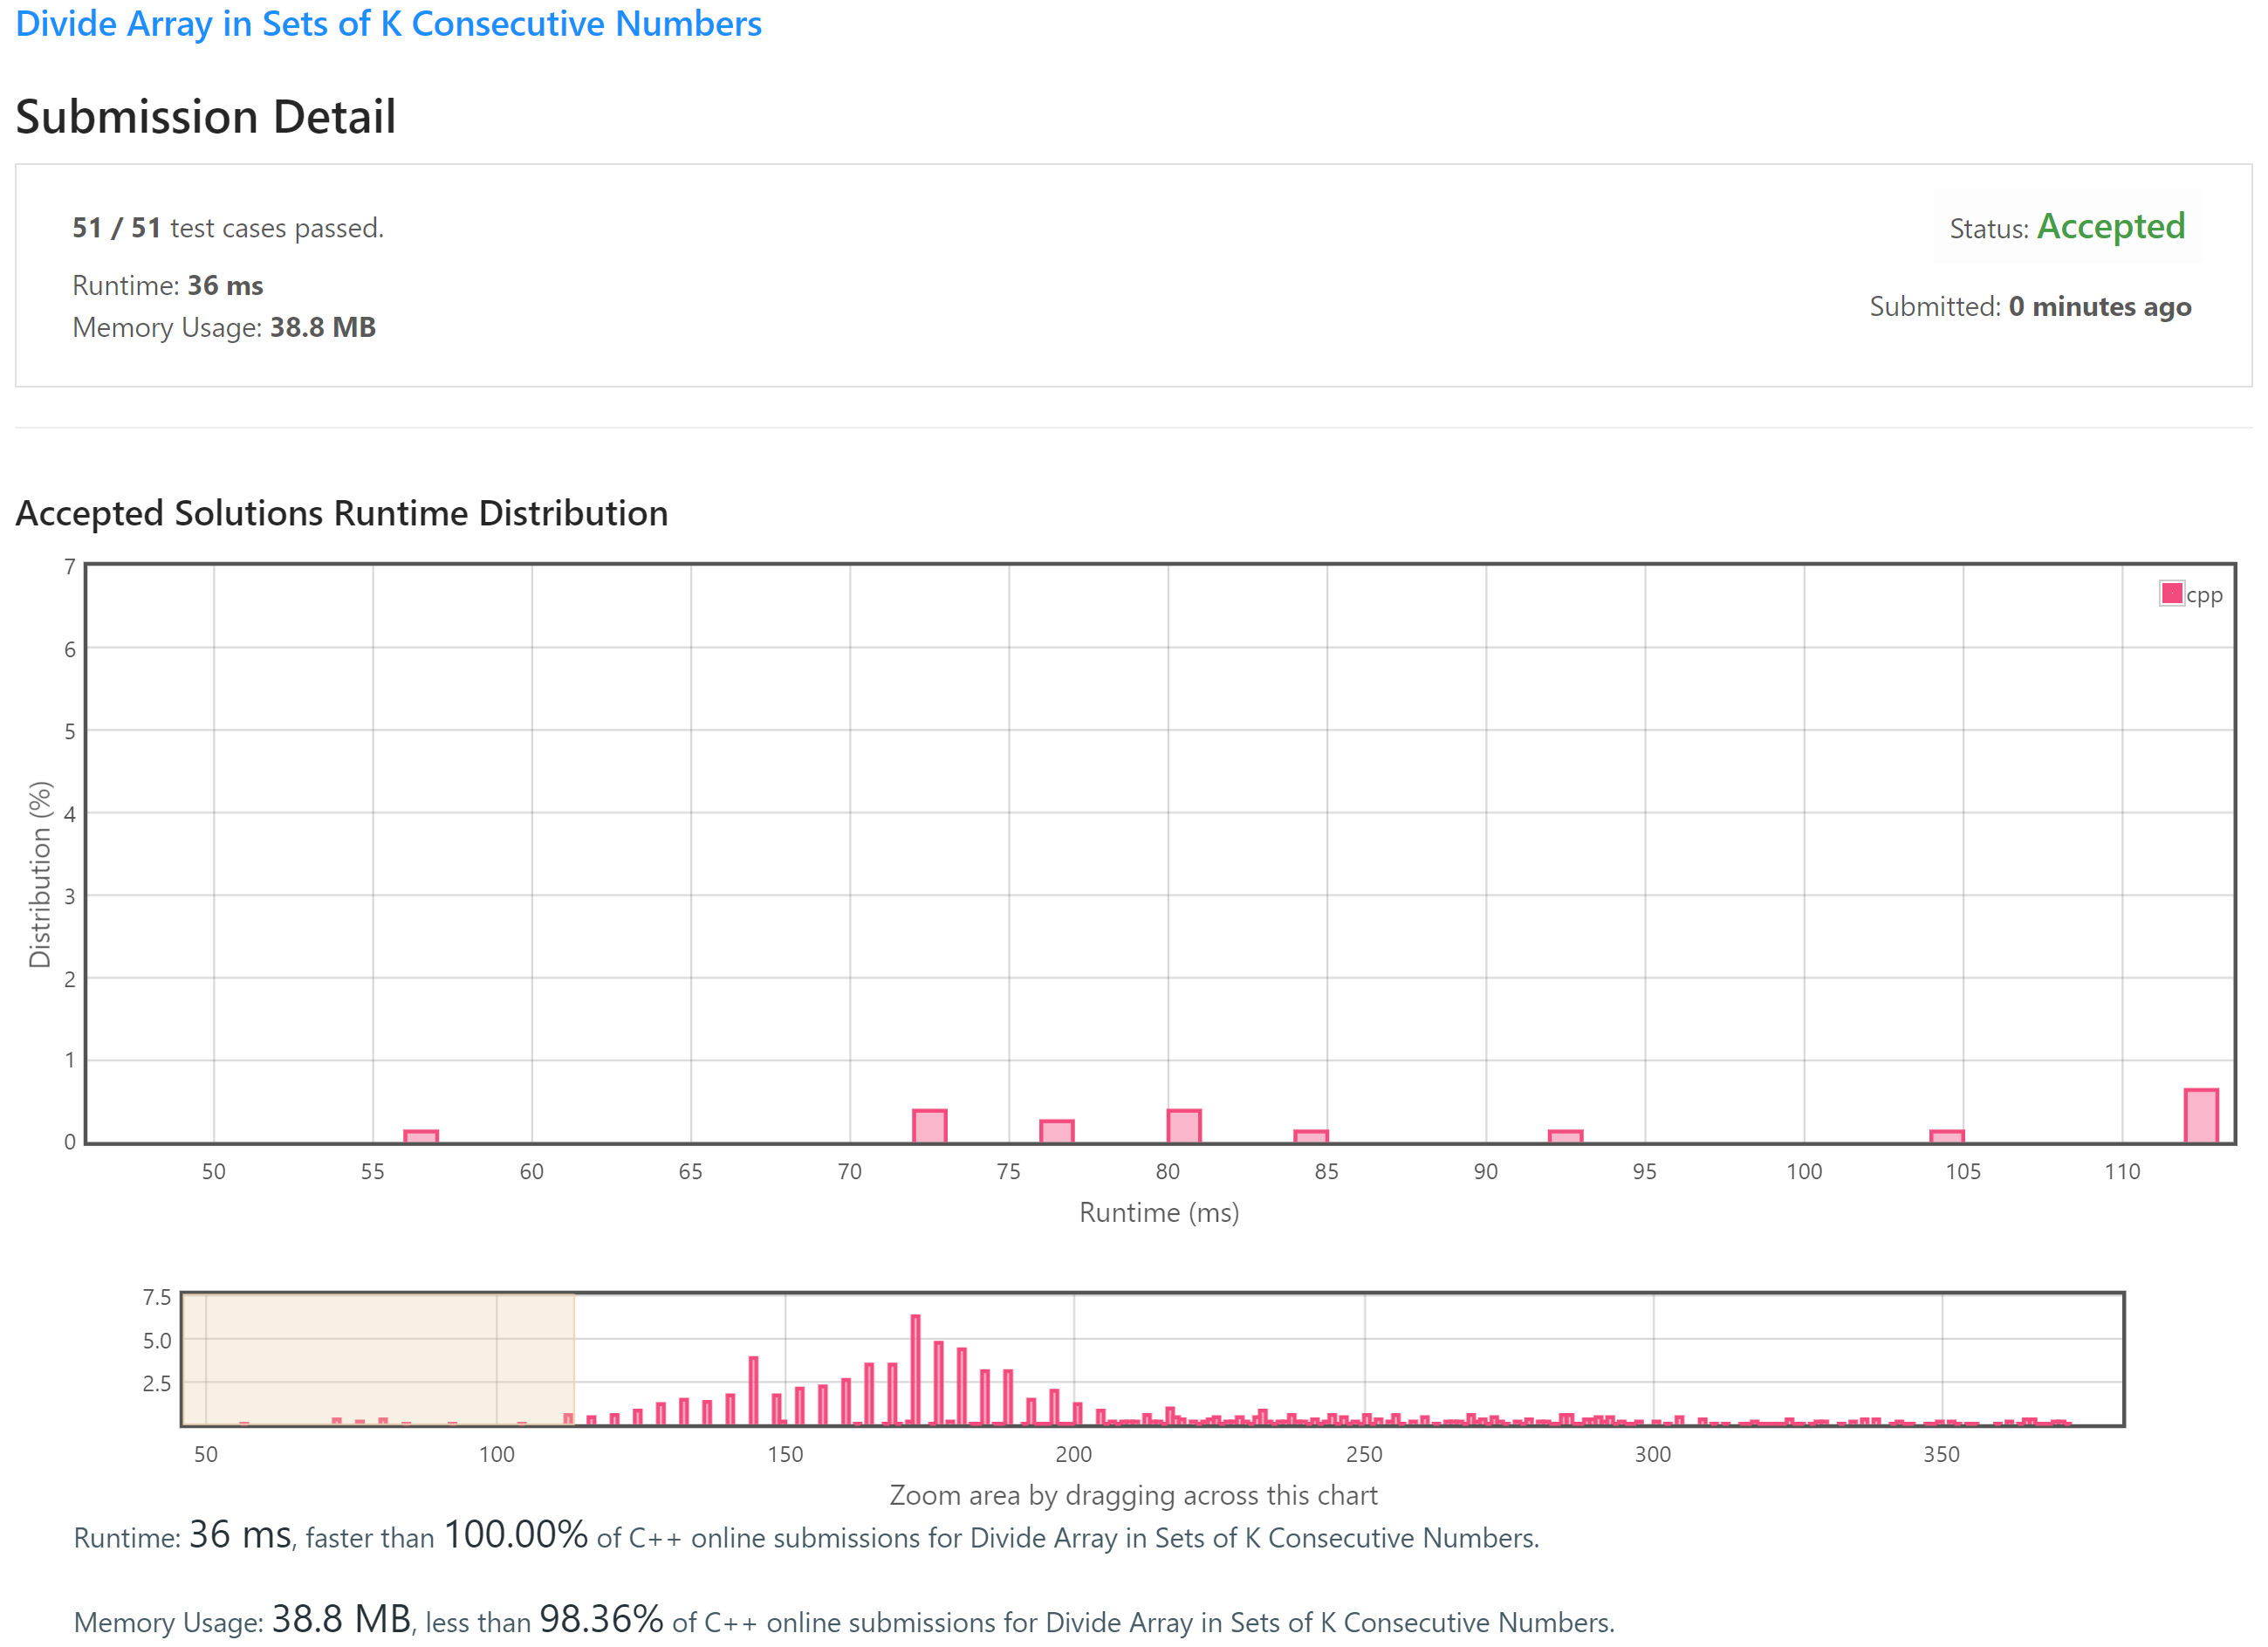 Divide Array in Sets of K Consecutive Numbers
Submission Detail
51 / 51 test cases passed.
Status: Accepted
Runtime: 36 ms
Submitted: 0 minutes ago
Memory Usage: 38.8 MB
Accepted Solutions Runtime Distribution
7
cpp
6
5
4
3
2
1
0
Distribution (%)
50 55 60 65 70 75 80 85 90 95 100 105 110
Runtime (ms)
7.5
5.0
2.5
50 100 150 200 250 300 350
Zoom area by dragging across this chart
Runtime: 36 ms, faster than 100.00% of C++ online submissions for Divide Array in Sets of K Consecutive Numbers.
Memory Usage: 38.8 MB, less than 98.36% of C++ online submissions for Divide Array in Sets of K Consecutive Numbers.